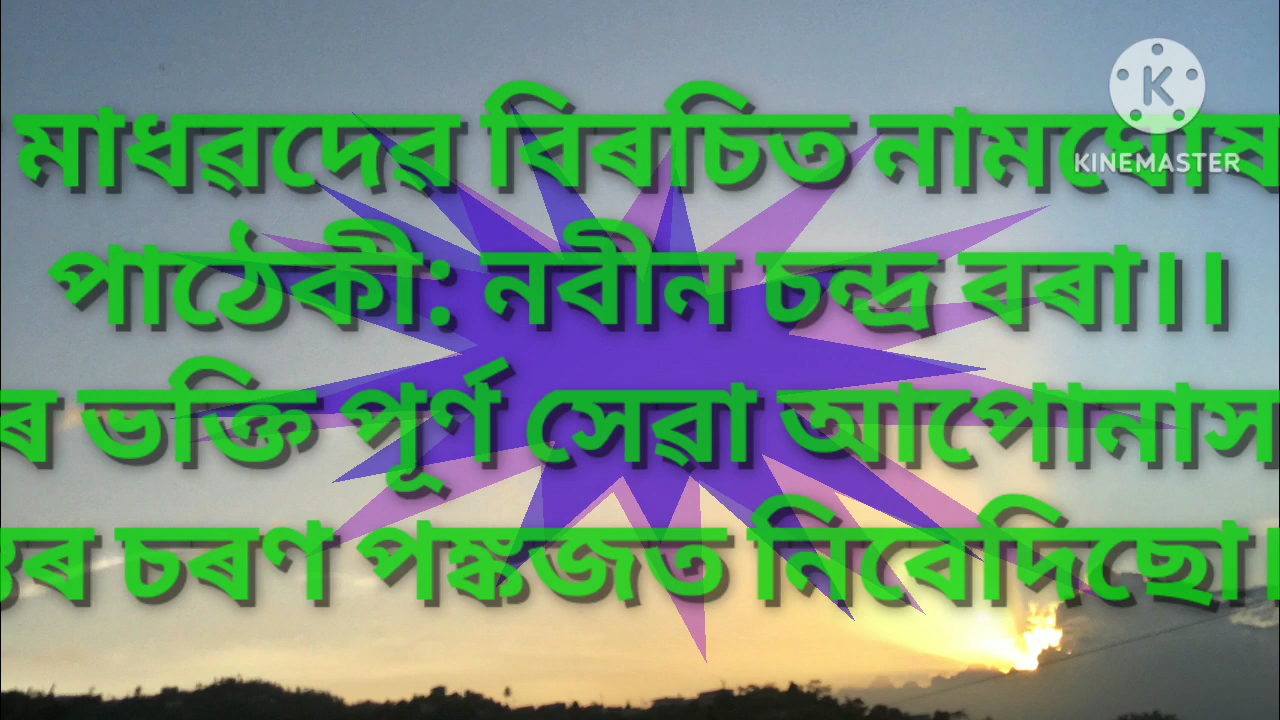 মাধৱদেৱ বিৰচিত নামঘোষ
KINEMASTER
পাঠেকী: নবীন চন্দ্ৰ বৰা।।
ৰ ভক্তি পূৰ্ণ সেৱা আপোনাস
ৰ চৰণ পঙ্কজত নিবেদিছো।